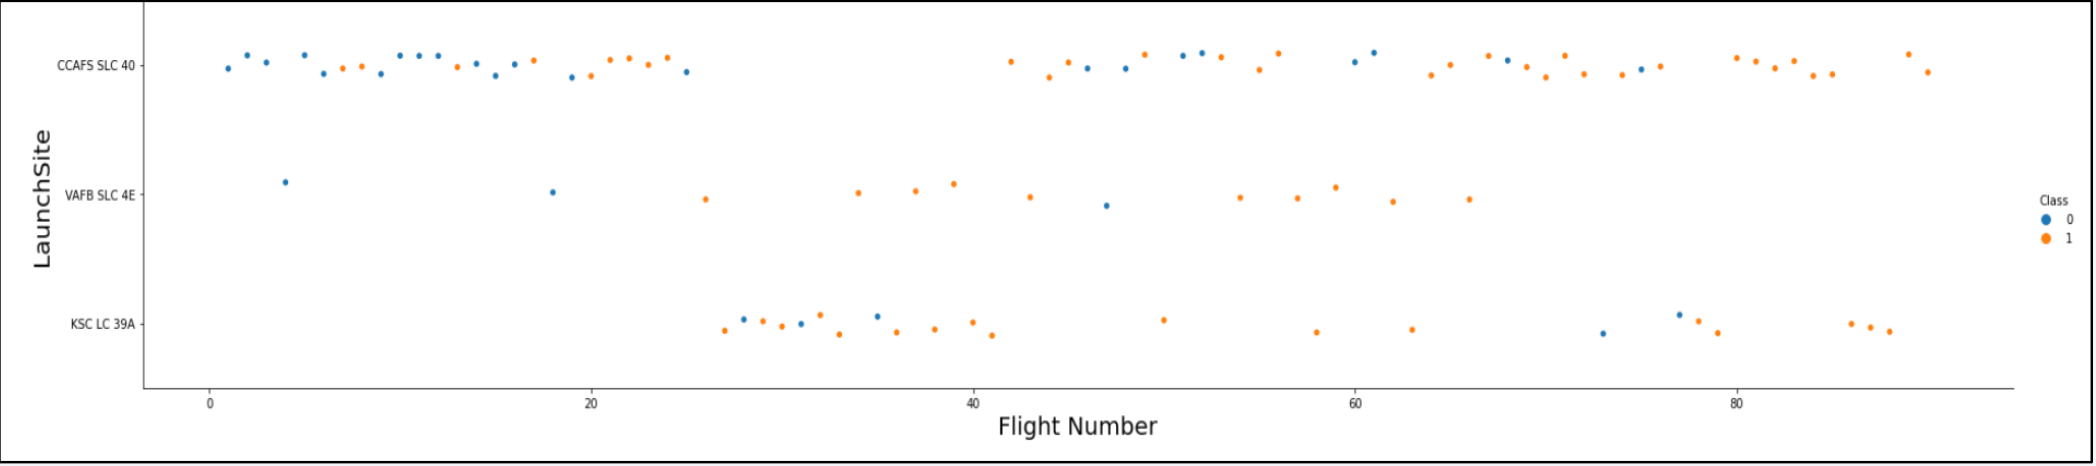 CCAFS SLC 40
VAFB SLC 4E
KSC LC 39A
LaunchSite
0 20 40 60 80
Flight Number
Class
0
1